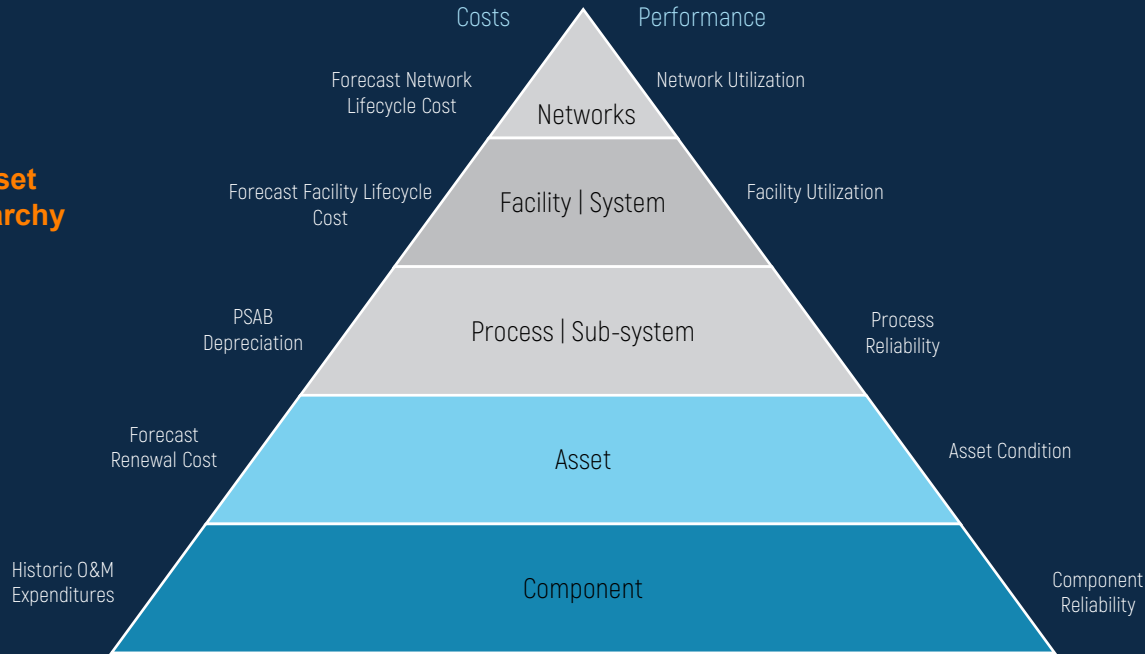 Costs
Performance
Forecast Network
Lifecycle Cost
Network Utilization
Networks
set
archy
Forecast Facility Lifecycle
Cost
Facility | System
Facility Utilization
PSAB
Depreciation
Process | Sub-system
Process
Reliability
Forecast
Renewal Cost
Asset
Asset Condition
Historic O&M
Expenditures
Component
Component
Reliability